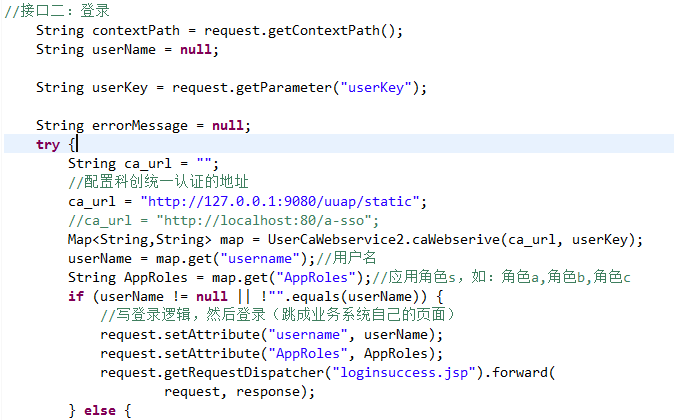 //接口二：登录
String contextPath = request.getContextPath();
String userName = null;
String userKey = request.getParameter("userKey");
String errorMessage = null;
try {
String ca_url = "";
//配置科创统一认证的地址
ca_url = "http://127.0.0.1:9080/uuap/static";
//ca_url = "http://localhost:80/a-sso";
Map<String,String> map = UserCaWebservice2.caWebserive(ca_url, userKey);
userName = map.get("username");//用户名
String AppRoles = map.get("AppRoles");//应用角色s，如：角色a,角色b,角色c
if (userName != null || !"".equals(userName)) {
//写登录逻辑，然后登录（跳成业务系统自己的页面）
request.setAttribute("username", userName);
request.setAttribute("AppRoles", AppRoles);
request.getRequestDispatcher("loginsuccess.jsp").forward(
request, response);
} else {